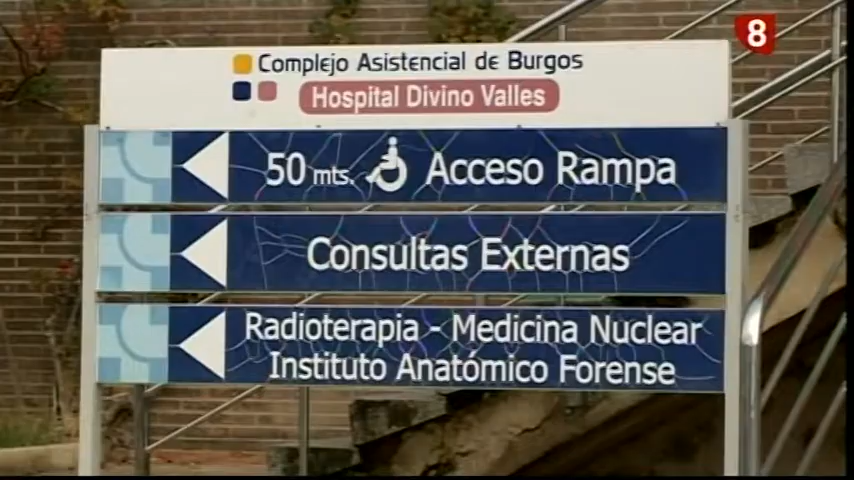 8
Complejo Asistencial de Burgos
Hospital Divino Valles
50 mts. Acceso Rampa
Consultas Externas
Radioterapia - Medicina Nuclear
Instituto Anatómico Forense